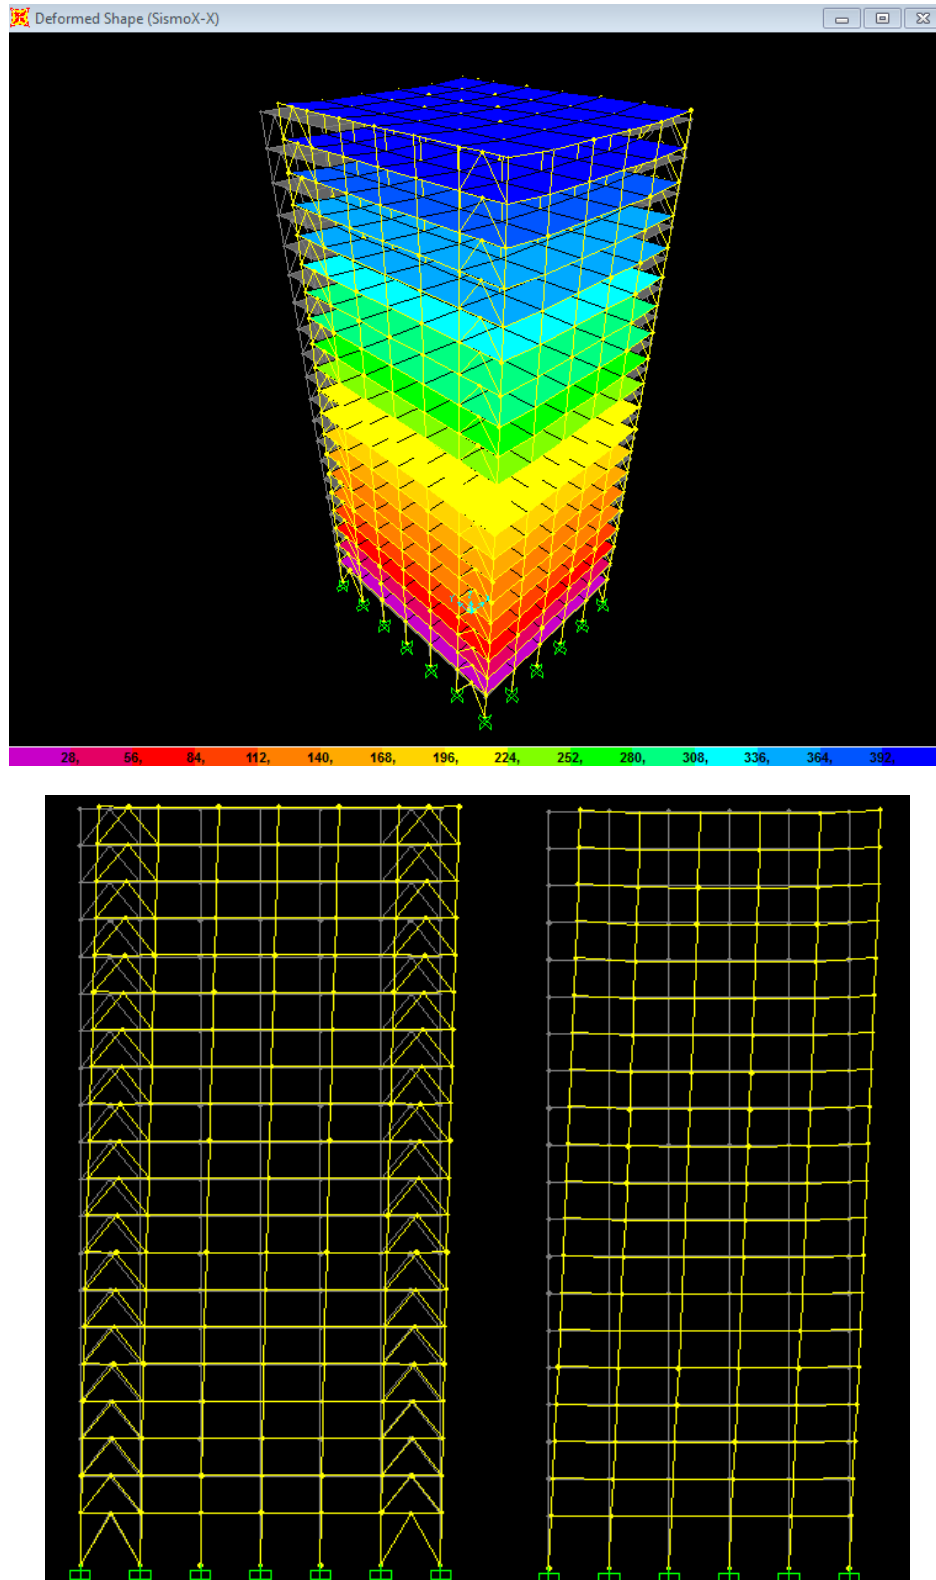 Deformed Shape (SismoX-X)
28, 56, 84, 112, 140, 168, 196, 224, 252, 280, 308, 336, 364, 392,